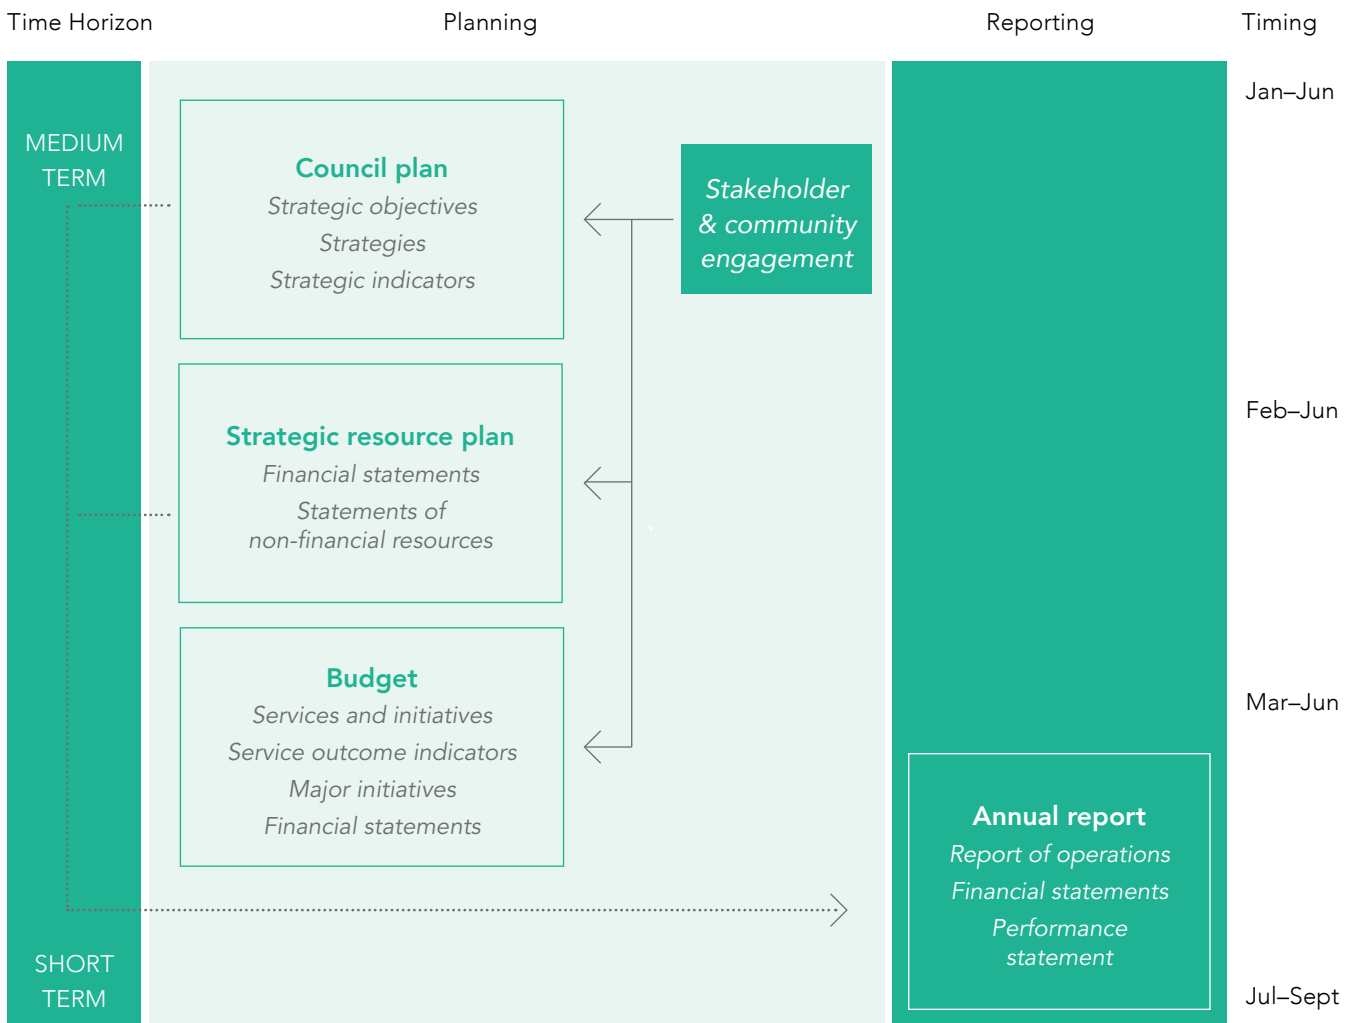 Time Horizon
Planning
Reporting
Timing
MEDIUM
TERM
Council plan
Strategic objectives
Strategies
Strategic indicators
Stakeholder
& community
engagement
Jan–Jun
Strategic resource plan
Financial statements
Statements of
non-financial resources
Feb–Jun
Budget
Services and initiatives
Service outcome indicators
Major initiatives
Financial statements
Mar–Jun
Annual report
Report of operations
Financial statements
Performance
statement
SHORT
TERM
Jul–Sept